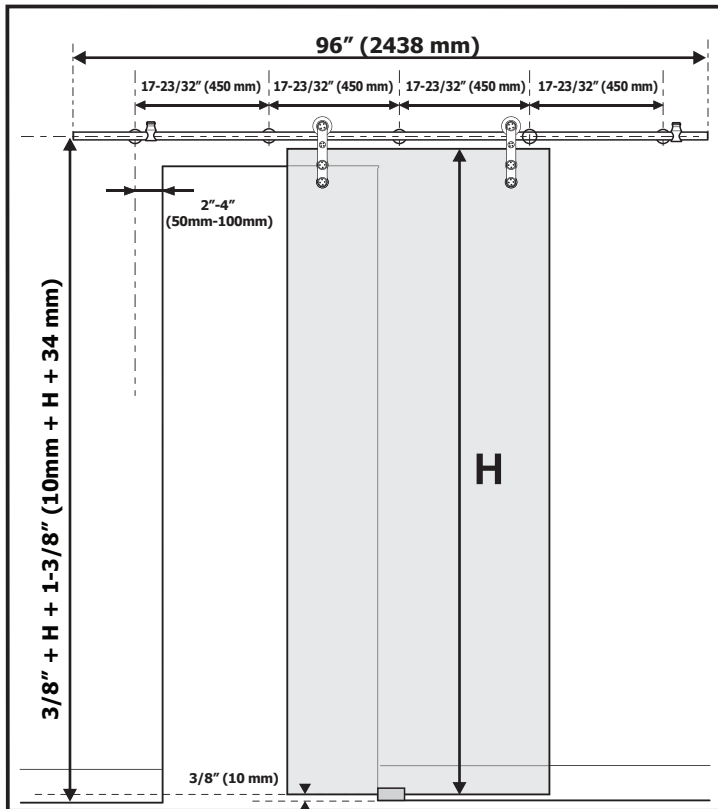 96” (2438 mm)
17-23/32” (450 mm) 17-23/32” (450 mm) 17-23/32” (450 mm) 17-23/32” (450 mm)
2”-4”
(50mm-100mm)
3/8” + H + 1-3/8” (10mm + H + 34 mm)
H
3/8” (10 mm)